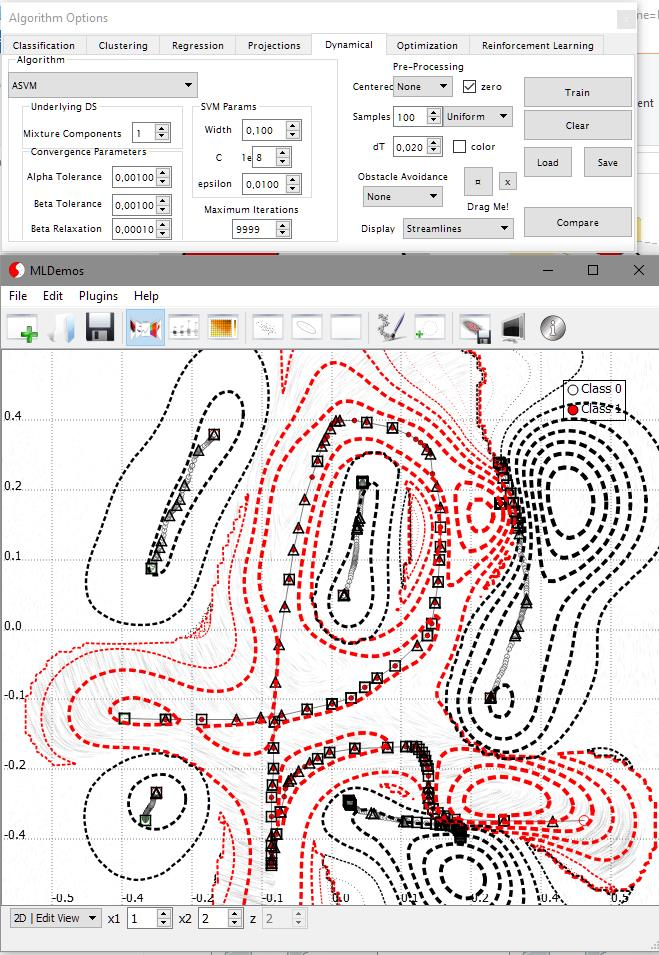 Algorithm Options
x
Classification Clustering Regression Projections Dynamical Optimization Reinforcement Learning
Algorithm
ASVM
Underlying DS
Mixture Components 1
Convergence Parameters
Alpha Tolerance 0,00100
Beta Tolerance 0,00100
Beta Relaxation 0,00010
SVM Params
Width 0,100
C 1e 8
epsilon 0,0100
Maximum Iterations
9999
Pre-Processing
Centered None zero
Samples 100 Uniform
dT 0,020 color
Obstacle Avoidance
None
¤ x
Drag Me!
Display Streamlines
Train
Clear
Load Save
Compare
ent
MLDemos
File Edit Plugins Help
Class 0
Class 1
0.4
0.2
0.1
0.0
-0.1
-0.2
-0.4
-0.5 -0.4 -0.2 -0.1 0.0 0.1 0.2 0.4 0.5
2D | Edit View x1 1 x2 2 z 2